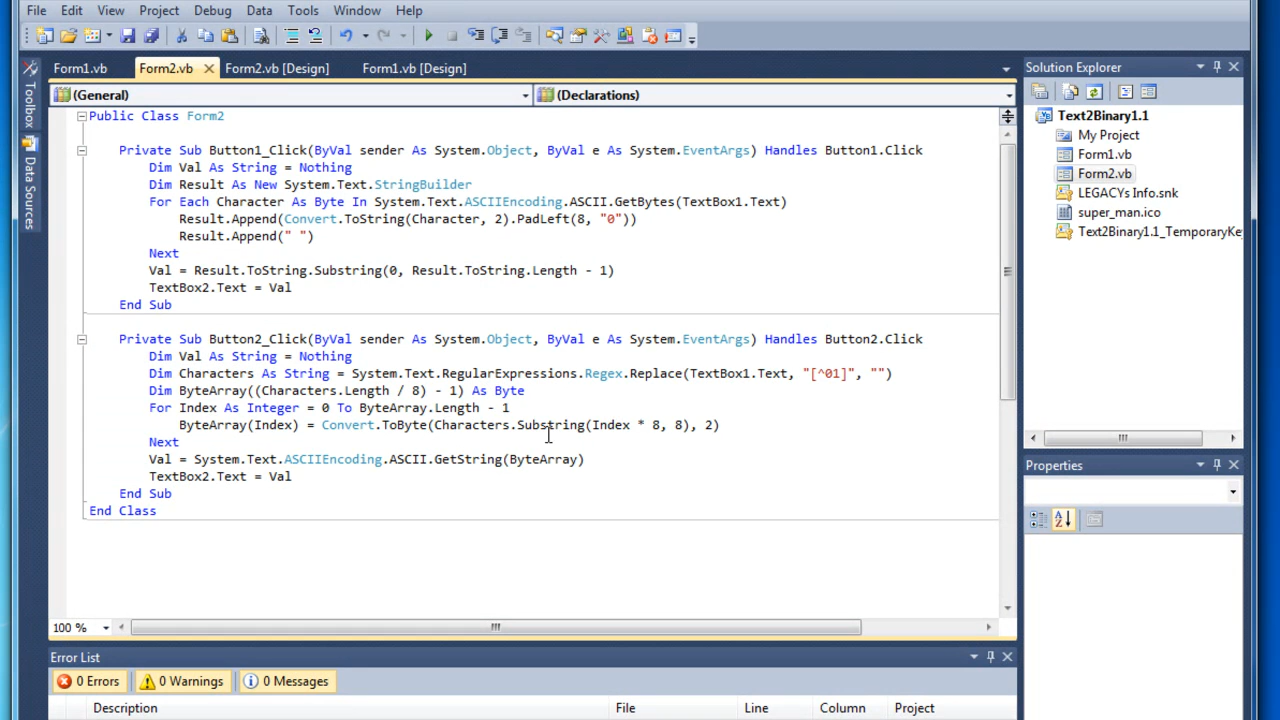 File Edit View Project Debug Data Tools Window Help
Form1.vb Form2.vb Form2.vb [Design] Form1.vb [Design]
(General) (Declarations)
Toolbox
Data Sources
Public Class Form2
Private Sub Button1_Click(ByVal sender As System.Object, ByVal e As System.EventArgs) Handles Button1.Click
Dim Val As String = Nothing
Dim Result As New System.Text.StringBuilder
For Each Character As Byte In System.Text.ASCIIEncoding.ASCII.GetBytes(TextBox1.Text)
Result.Append(Convert.ToString(Character, 2).PadLeft(8, "0"))
Result.Append(" ")
Next
Val = Result.ToString.Substring(0, Result.ToString.Length - 1)
TextBox2.Text = Val
End Sub
Private Sub Button2_Click(ByVal sender As System.Object, ByVal e As System.EventArgs) Handles Button2.Click
Dim Val As String = Nothing
Dim Characters As String = System.Text.RegularExpressions.Regex.Replace(TextBox1.Text, "[^01]", "")
Dim ByteArray((Characters.Length / 8) - 1) As Byte
For Index As Integer = 0 To ByteArray.Length - 1
ByteArray(Index) = Convert.ToByte(Characters.Substring(Index * 8, 8), 2)
Next
Val = System.Text.ASCIIEncoding.ASCII.GetString(ByteArray)
TextBox2.Text = Val
End Sub
End Class
100 %
Solution Explorer
Text2Binary1.1
My Project
Form1.vb
Form2.vb
LEGACYs Info.snk
super_man.ico
Text2Binary1.1_TemporaryKe
Properties
Error List
0 Errors 0 Warnings 0 Messages
Description File Line Column Project